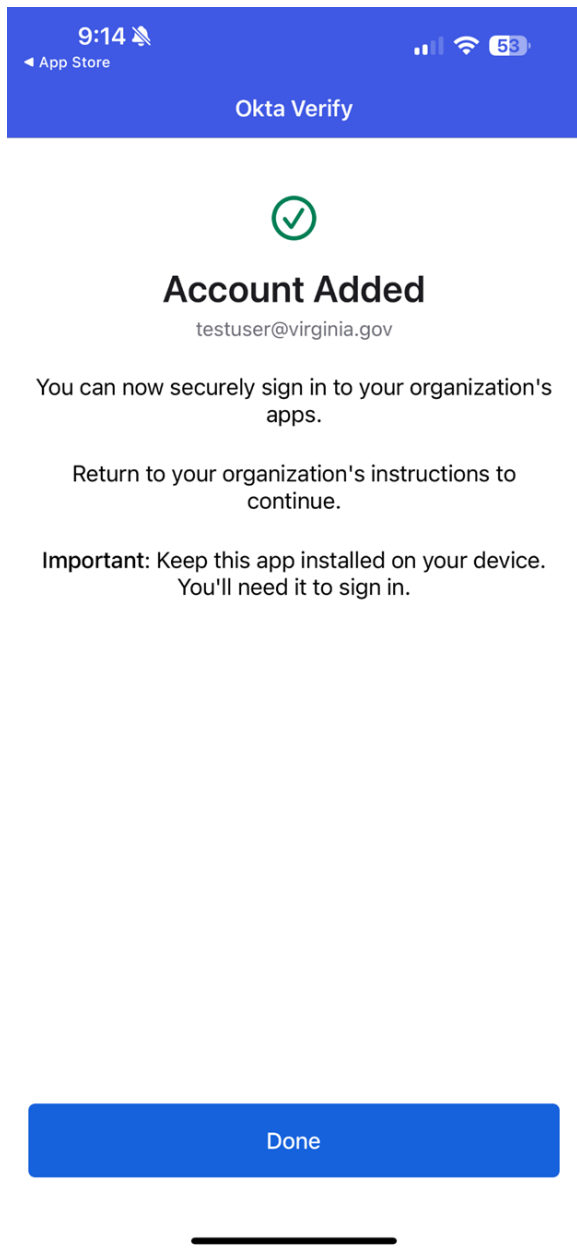 9:14
◀ App Store
53
Okta Verify
Account Added
testuser@virginia.gov
You can now securely sign in to your organization's
apps.
Return to your organization's instructions to
continue.
Important: Keep this app installed on your device.
You'll need it to sign in.
Done